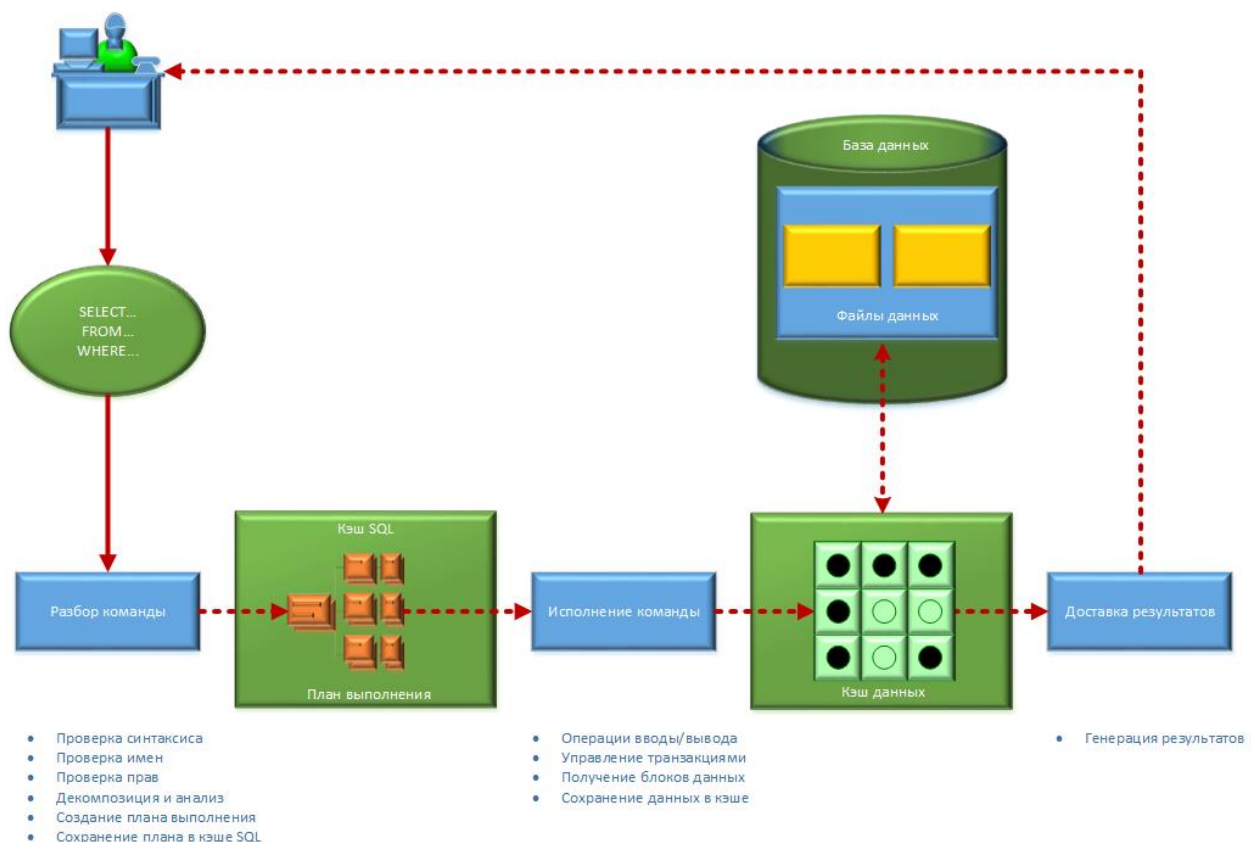 База данных
Файлы данных
SELECT...
FROM...
WHERE...
Кэш SQL
План выполнения
Разбор команды
Исполнение команды
Кэш данных
Доставка результатов
• Проверка синтаксиса
• Проверка имен
• Проверка прав
• Декомпозиция и анализ
• Создание плана выполнения
• Сохранение плана в кэше SQL
• Операции вводы/вывода
• Управление транзакциями
• Получение блоков данных
• Сохранение данных в кэше
• Генерация результатов